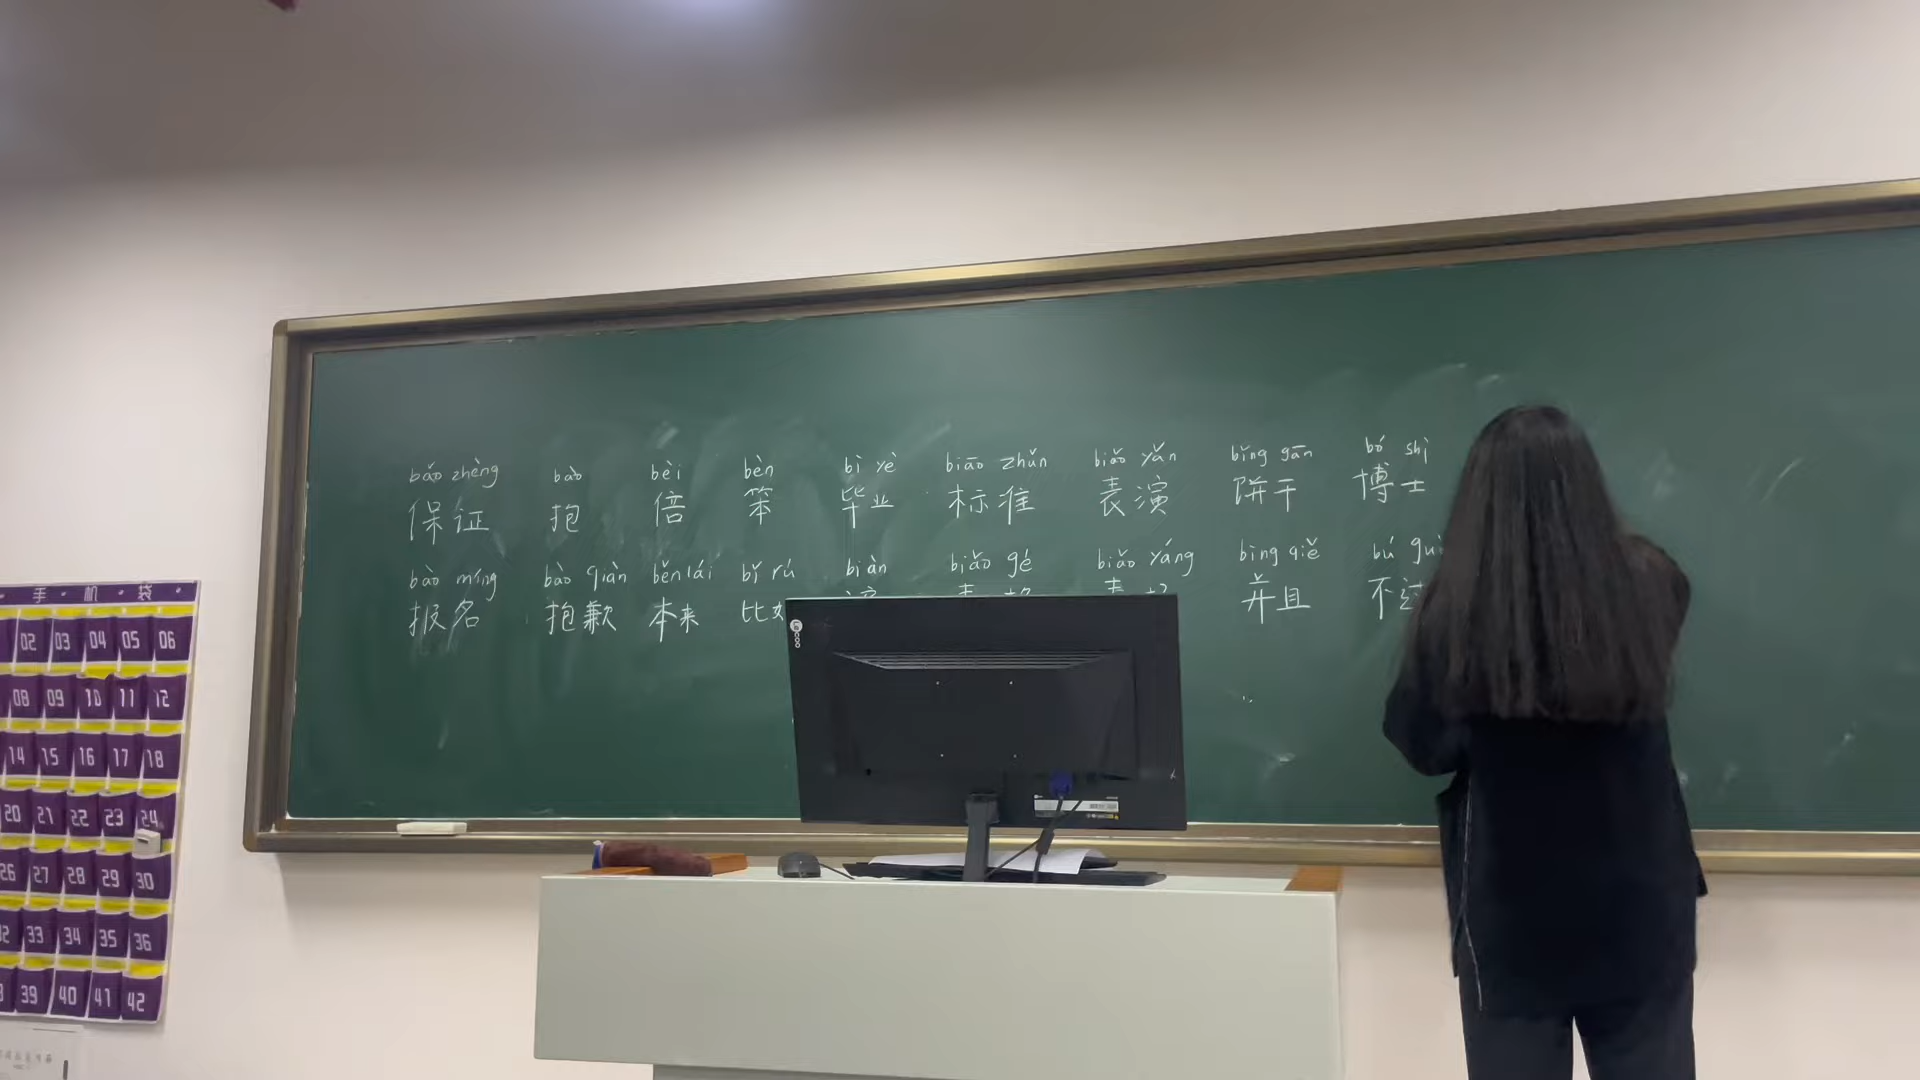 bǎo zhèng bào bèi bèn bì yè biāo zhǔn biǎo yǎn bǐng gān bó shì
保证 抱 倍 笨 毕业 标准 表演 饼干 博士
bào míng bào qiàn běn lái bǐ rú biàn biǎo gé biǎo yáng bìng qiě bú
报名 抱歉 本来 比 并且 不过
手机袋
02 03 04 05 06
08 09 10 11 12
14 15 16 17 18
20 21 22 23 24
26 27 28 29 30
33 34 35 36
39 40 41 42